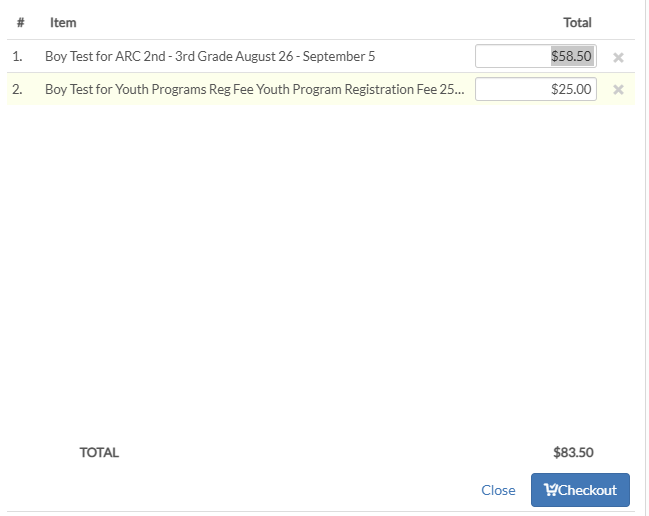 # Item Total
1. Boy Test for ARC 2nd - 3rd Grade August 26 - September 5 $58.50
2. Boy Test for Youth Programs Reg Fee Youth Program Registration Fee 25... $25.00
TOTAL $83.50
Close Checkout